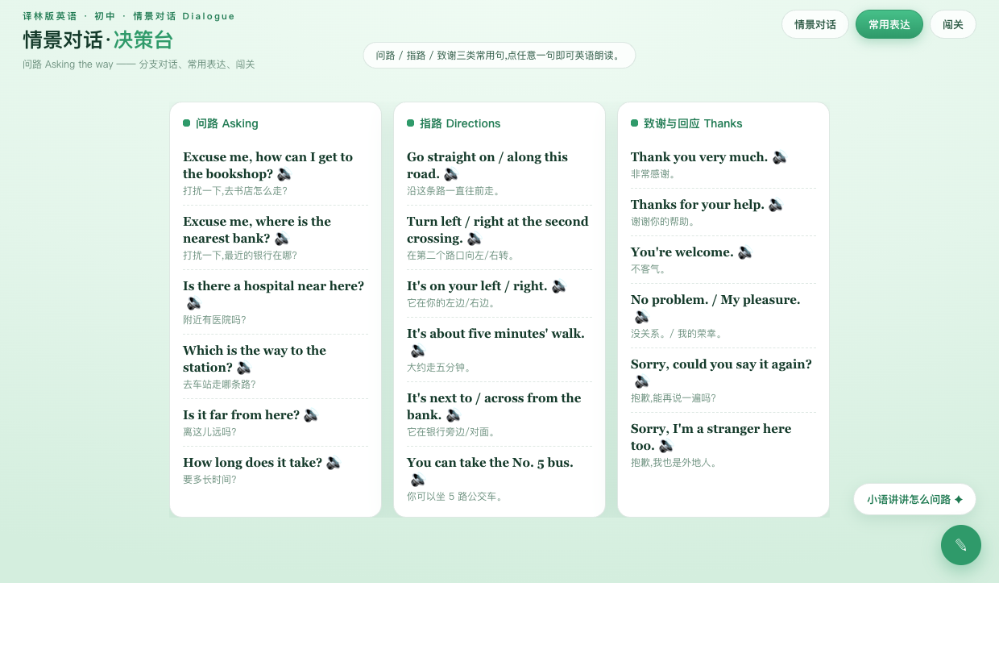 译林版英语 · 初中 · 情景对话 Dialogue
情景对话·决策台
问路 Asking the way —— 分支对话、常用表达、闯关
情景对话
常用表达
闯关
问路 / 指路 / 致谢三类常用句,点任意一句即可英语朗读。
问路 Asking
Excuse me, how can I get to
the bookshop? 🔈
打扰一下,去书店怎么走?
Excuse me, where is the
nearest bank? 🔈
打扰一下,最近的银行在哪?
Is there a hospital near here?
🔈
附近有医院吗?
Which is the way to the
station? 🔈
去车站走哪条路?
Is it far from here? 🔈
离这儿远吗?
How long does it take? 🔈
要多长时间?
指路 Directions
Go straight on / along this
road. 🔈
沿这条路一直往前走。
Turn left / right at the second
crossing. 🔈
在第二个路口向左/右转。
It's on your left / right. 🔈
它在你的左边/右边。
It's about five minutes' walk.
🔈
大约走五分钟。
It's next to / across from the
bank. 🔈
它在银行旁边/对面。
You can take the No. 5 bus.
🔈
你可以坐 5 路公交车。
致谢与回应 Thanks
Thank you very much. 🔈
非常感谢。
Thanks for your help. 🔈
谢谢你的帮助。
You're welcome. 🔈
不客气。
No problem. / My pleasure.
🔈
没关系。/ 我的荣幸。
Sorry, could you say it again?
🔈
抱歉,能再说一遍吗?
Sorry, I'm a stranger here
too. 🔈
抱歉,我也是外地人。
小语讲讲怎么问路 ✦
✎